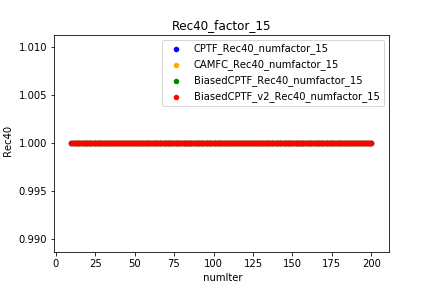 Rec40_factor_15
1.010
1.005
1.000
0.995
0.990
Rec40
CPTF_Rec40_numfactor_15
CAMFC_Rec40_numfactor_15
BiasedCPTF_Rec40_numfactor_15
BiasedCPTF_v2_Rec40_numfactor_15
0 25 50 75 100 125 150 175 200
numIter